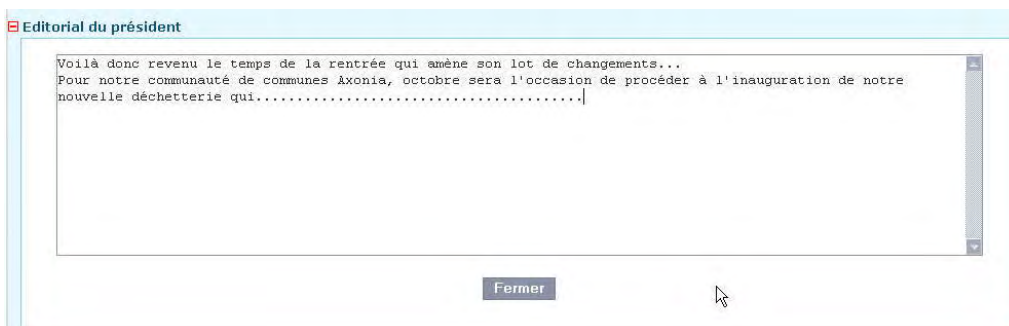 Editorial du président
Voilà donc revenu le temps de la rentrée qui amène son lot de changements...
Pour notre communauté de communes Axonia, octobre sera l'occasion de procéder à l'inauguration de notre
nouvelle déchetterie qui........................................
Fermer